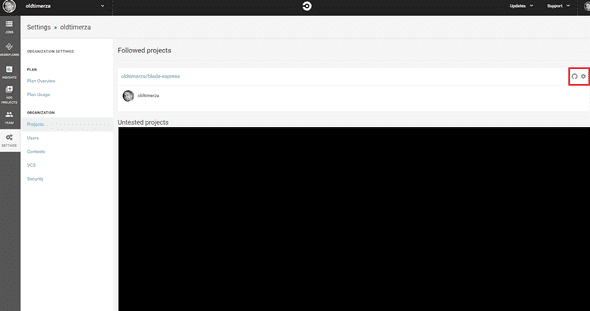 oldtimerza
Updates
Support
Settings » oldtimerza
JOBS
WORKFLOWS
INSIGHTS
ADD PROJECTS
TEAM
SETTINGS
ORGANIZATION SETTINGS
PLAN
Plan Overview
Plan Usage
ORGANIZATION
Projects
Users
Contexts
VCS
Security
Followed projects
oldtimerza/blada-express
oldtimerza
Untested projects